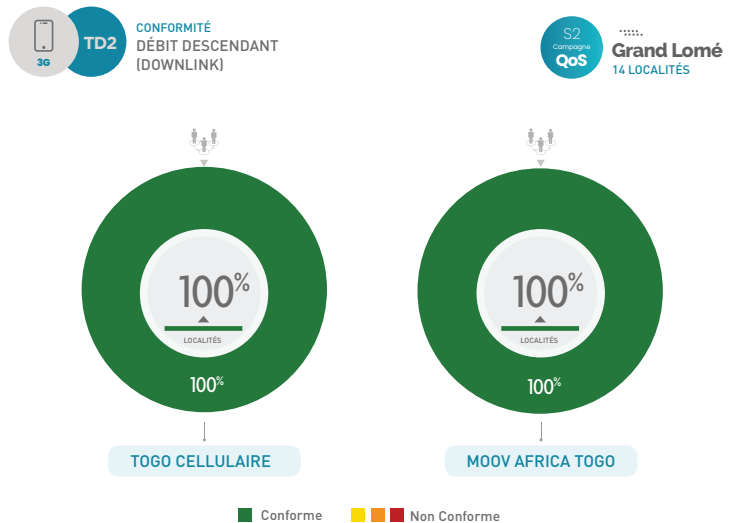 3G
TD2
CONFORMITÉ
DÉBIT DESCENDANT
(DOWNLINK)
S2
Campagne
QoS
Grand Lomé
14 LOCALITÉS
100%
LOCALITÉS
100%
TOGO CELLULAIRE
100%
LOCALITÉS
100%
MOOV AFRICA TOGO
Conforme
Non Conforme